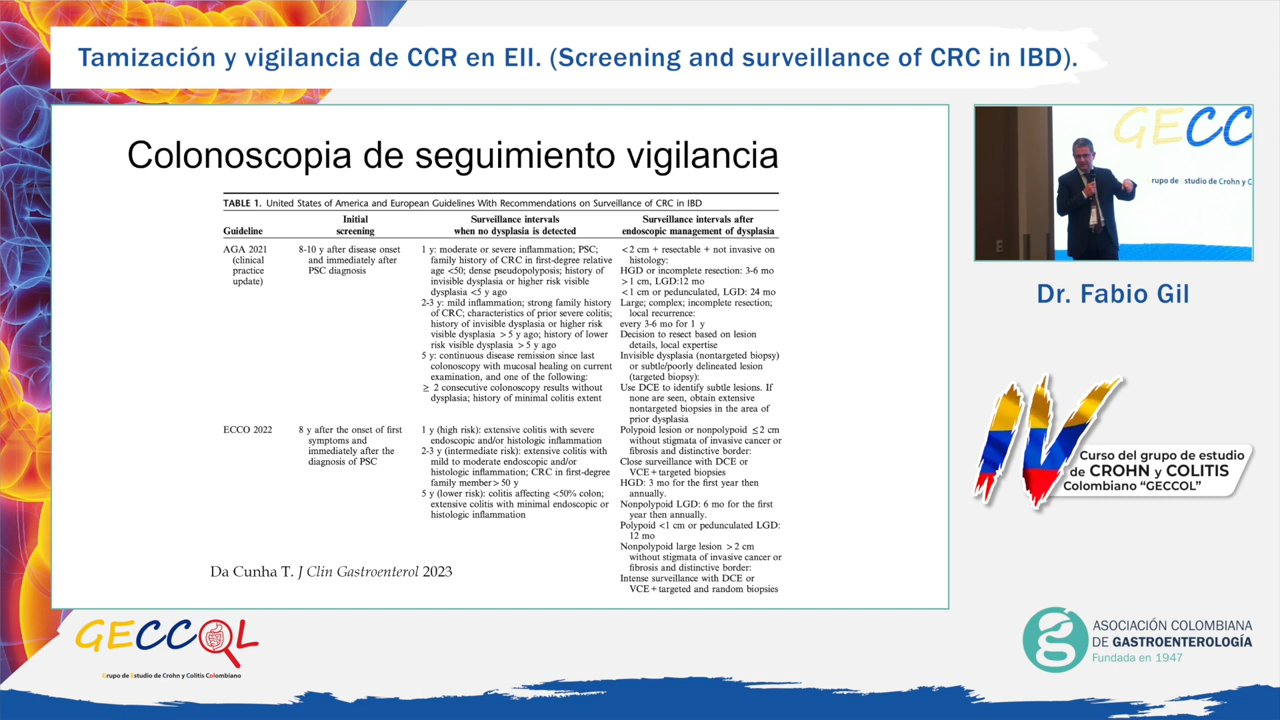 Tamización y vigilancia de CCR en EII. (Screening and surveillance of CRC in IBD).
Colonoscopia de seguimiento vigilancia
TABLE 1. United States of America and European Guidelines With Recommendations on Surveillance of CRC in IBD
Guideline
Initial
screening
Surveillance intervals
when no dysplasia is detected
Surveillance intervals after
endoscopic management of dysplasia
AGA 2021
(clinical
practice
update)
8-10 y after disease onset
and immediately after
PSC diagnosis
1 y: moderate or severe inflammation; PSC;
family history of CRC in first-degree relative
age <50; dense pseudopolyposis; history of
invisible dysplasia or higher risk visible
dysplasia <5 y ago
2-3 y: mild inflammation; strong family history
of CRC; characteristics of prior severe colitis;
history of invisible dysplasia or higher risk
visible dysplasia > 5 y ago; history of lower
risk visible dysplasia > 5 y ago
5 y: continuous disease remission since last
colonoscopy with mucosal healing on current
examination, and one of the following:
≥ 2 consecutive colonoscopy results without
dysplasia; history of minimal colitis extent
<2 cm + resectable + not invasive on
histology:
HGD or incomplete resection: 3-6 mo
> 1 cm, LGD:12 mo
<1 cm or pedunculated, LGD: 24 mo
Large; complex; incomplete resection;
local recurrence:
every 3-6 mo for 1 y
Decision to resect based on lesion
details, local expertise
Invisible dysplasia (nontargeted biopsy)
or subtle/poorly delineated lesion
(targeted biopsy):
Use DCE to identify subtle lesions. If
none are seen, obtain extensive
nontargeted biopsies in the area of
prior dysplasia
ECCO 2022
8 y after the onset of first
symptoms and
immediately after the
diagnosis of PSC
1 y (high risk): extensive colitis with severe
endoscopic and/or histologic inflammation
2-3 y (intermediate risk): extensive colitis with
mild to moderate endoscopic and/or
histologic inflammation; CRC in first-degree
family member > 50 y
5 y (lower risk): colitis affecting <50% colon;
extensive colitis with minimal endoscopic or
histologic inflammation
Polypoid lesion or nonpolypoid ≤2 cm
without stigmata of invasive cancer or
fibrosis and distinctive border:
Close surveillance with DCE or
VCE + targeted biopsies
HGD: 3 mo for the first year then
annually.
Nonpolypoid LGD: 6 mo for the first
year then annually.
Polypoid <1 cm or pedunculated LGD:
12 mo
Nonpolypoid large lesion > 2 cm
without stigmata of invasive cancer or
fibrosis and distinctive border:
Intense surveillance with DCE or
VCE + targeted and random biopsies
Da Cunha T. J Clin Gastroenterol 2023
GECC
rupo de Estudio de Crohn y C
E
Dr. Fabio Gil
IV
Curso del grupo de estudio
de CROHN y COLITIS
Colombiano “GECCOL”
GECCOL
Grupo de Estudio de Crohn y Colitis Colombiano
ASOCIACIÓN COLOMBIANA
DE GASTROENTEROLOGÍA
Fundada en 1947